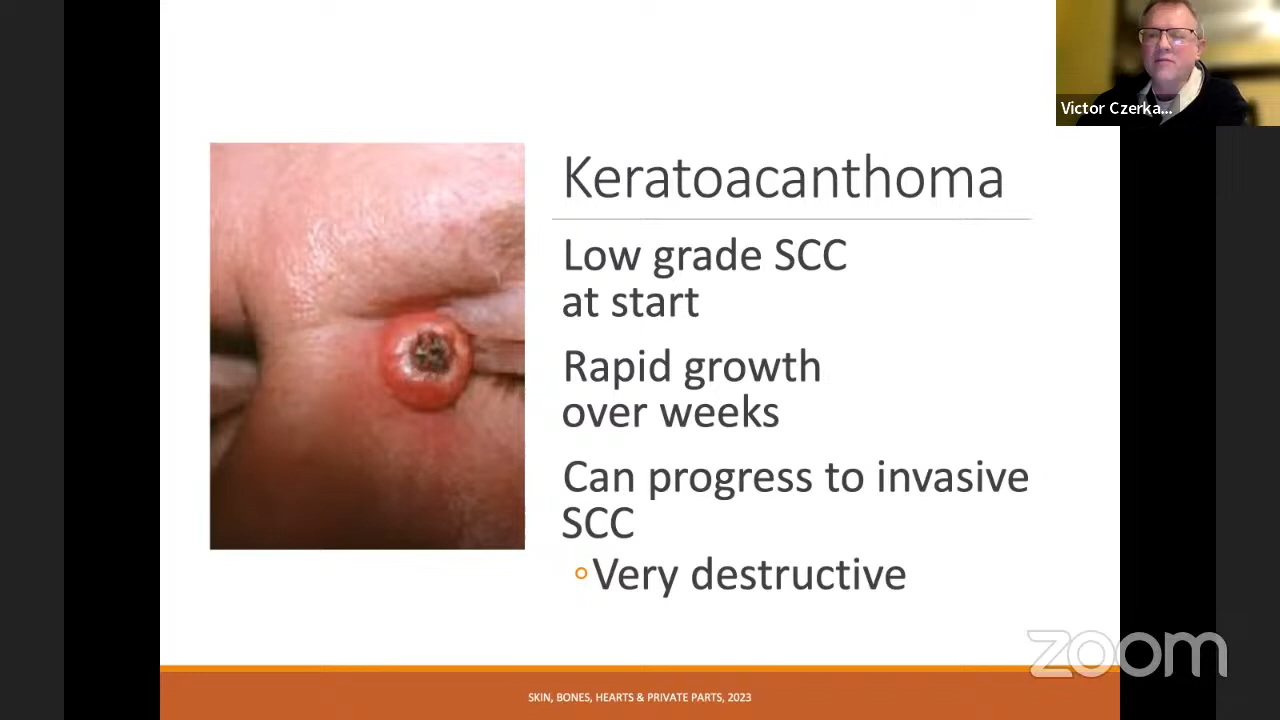 Victor Czerka...
Keratoacanthoma
Low grade SCC
at start
Rapid growth
over weeks
Can progress to invasive
SCC
Very destructive
zoom
SKIN, BONES, HEARTS & PRIVATE PARTS, 2023